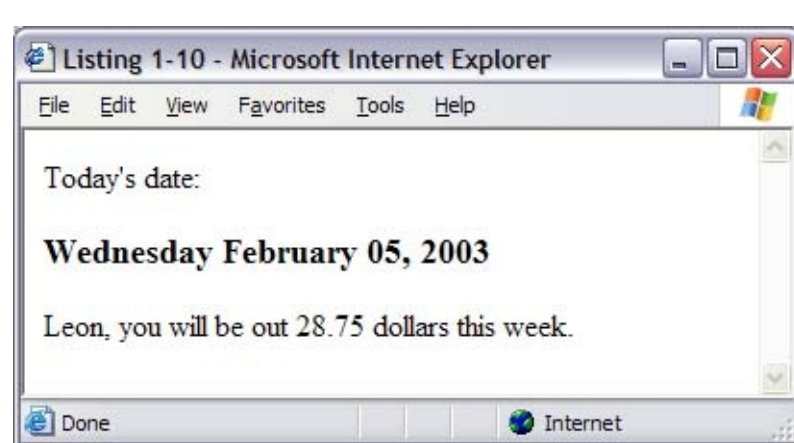 Listing 1-10 - Microsoft Internet Explorer
File Edit View Favorites Tools Help
Today's date:
Wednesday February 05, 2003
Leon, you will be out 28.75 dollars this week.
Done Internet